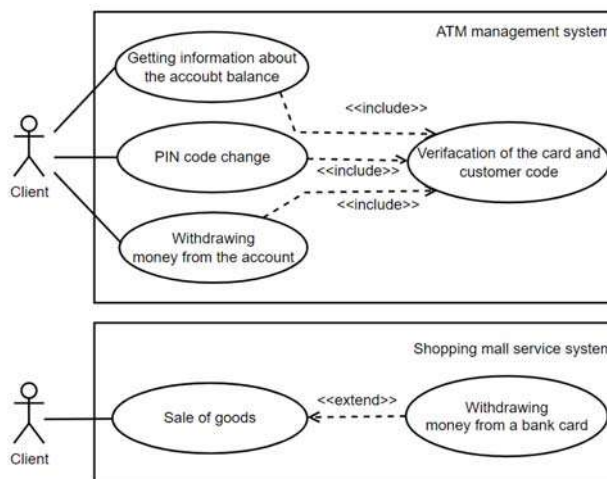 ATM management system
Getting information about
the accoubt balance
<<include>>
PIN code change
<<include>>
Verifacation of the card and
customer code
Client
<<include>>
Withdrawing
money from the account
Shopping mall service system
Sale of goods
<<extend>>
Withdrawing
money from a bank card
Client